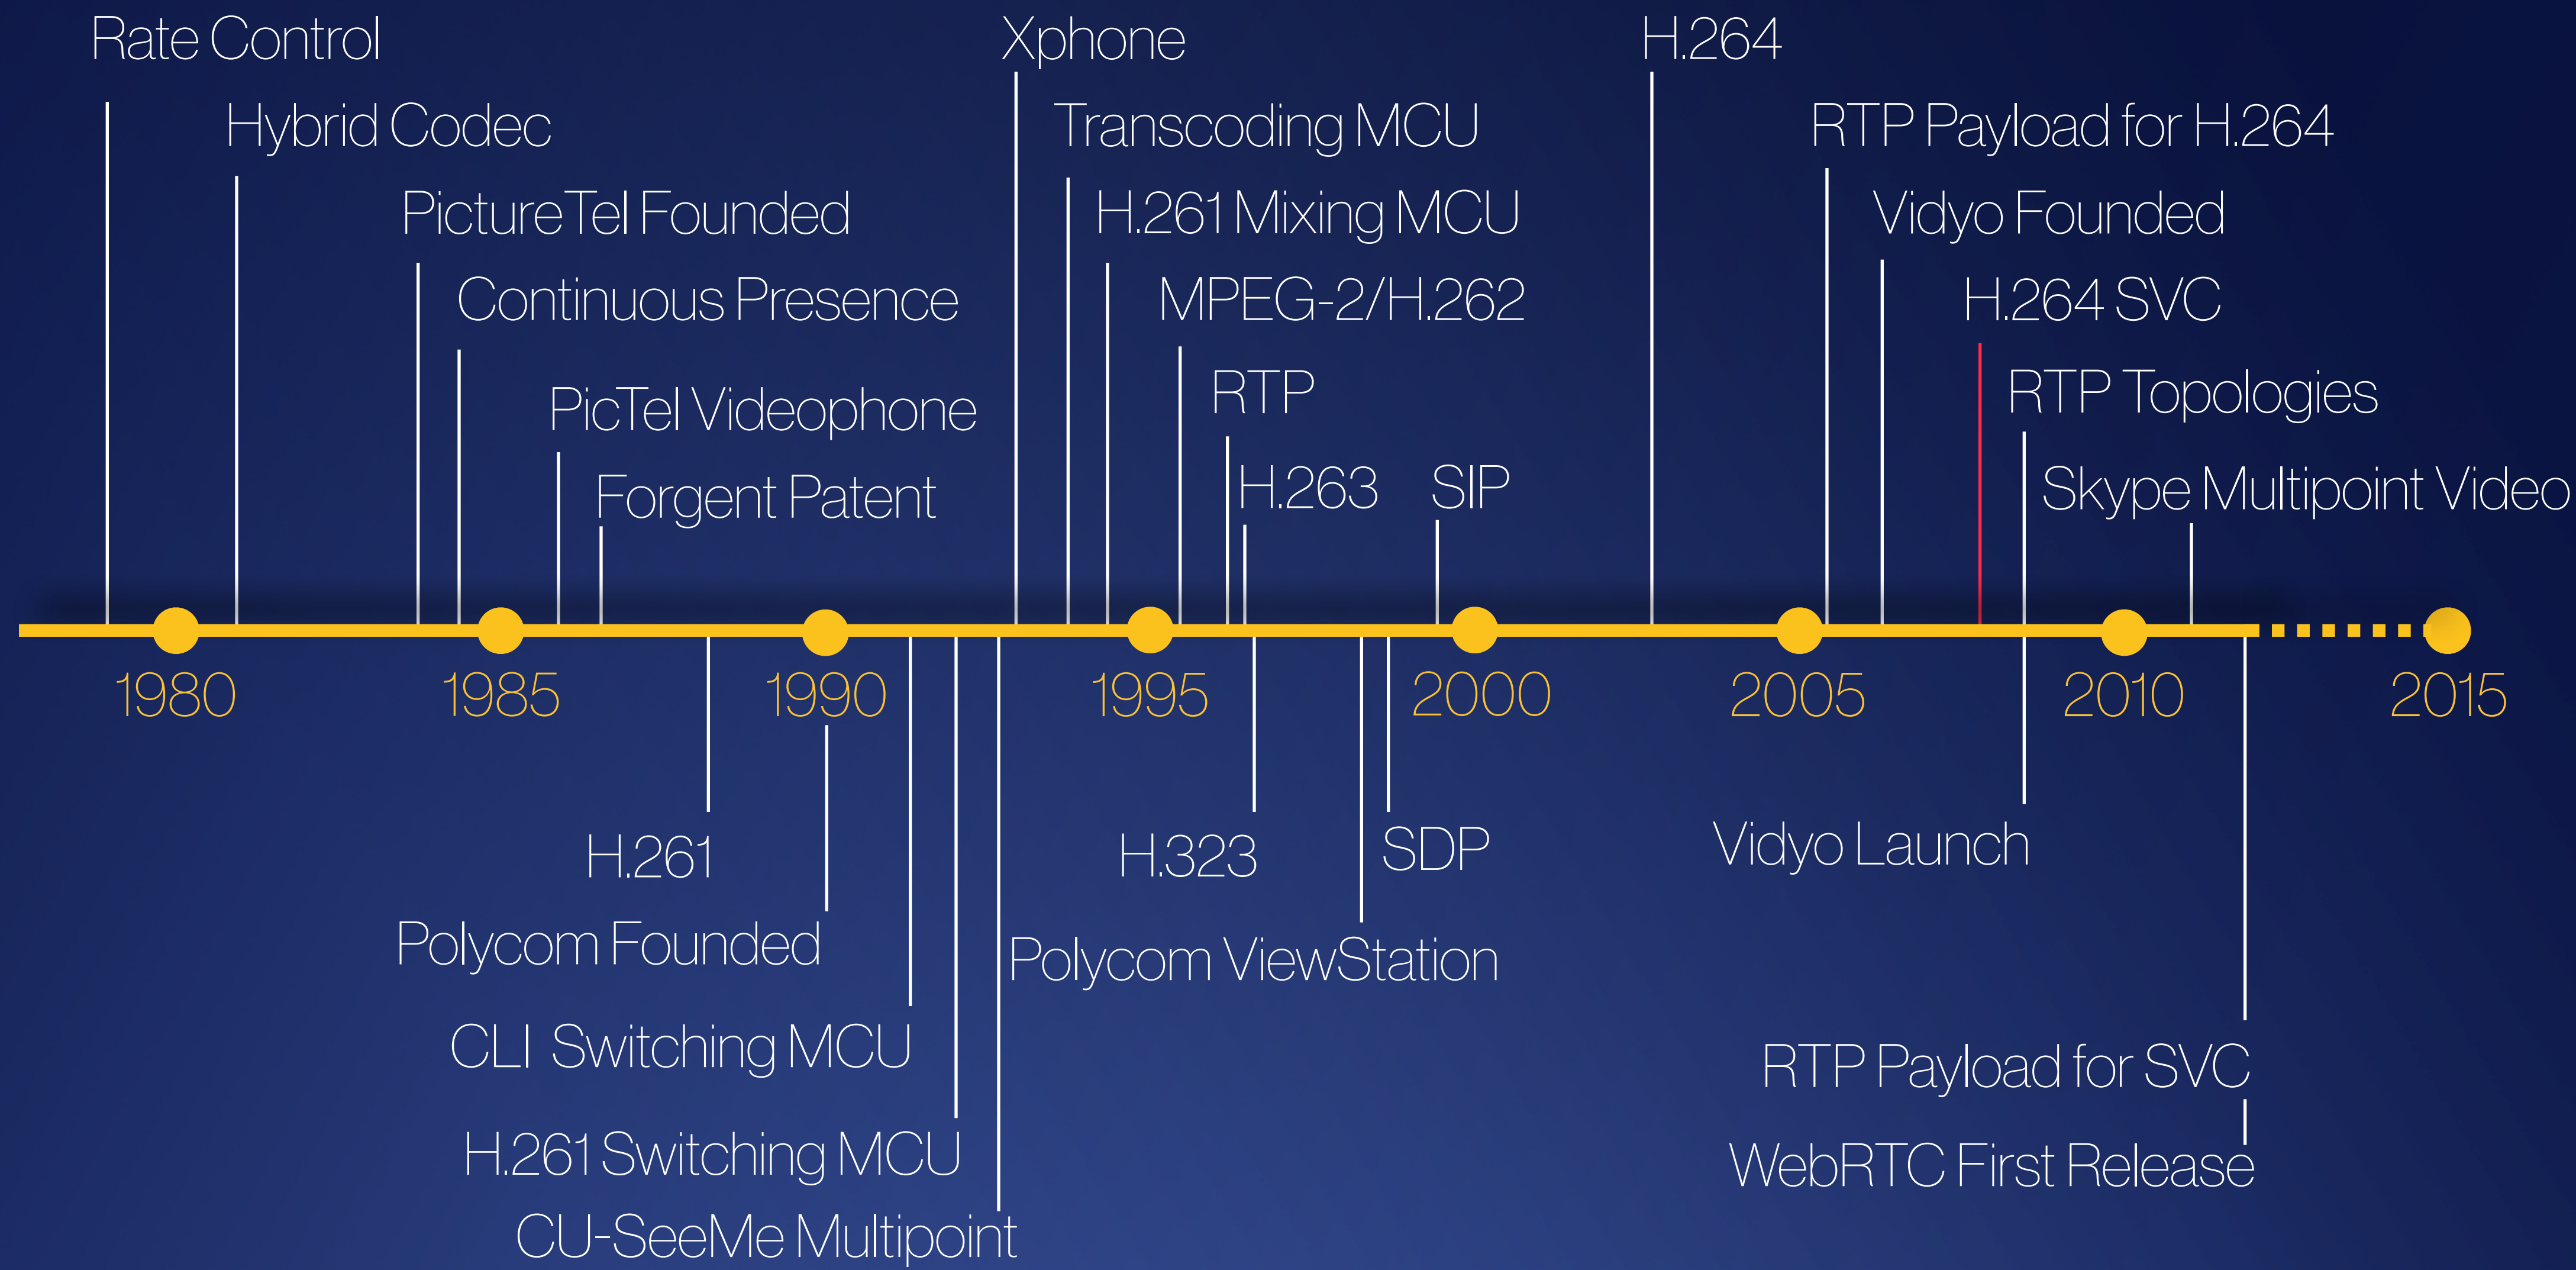 Rate Control
Xphone
H.264
Hybrid Codec
Transcoding MCU
RTP Payload for H.264
PictureTel Founded
H.261 Mixing MCU
Vidyo Founded
Continuous Presence
MPEG-2/H.262
H.264 SVC
PicTel Videophone
RTP
RTP Topologies
Forgent Patent
H.263
SIP
Skype Multipoint Video
1980
1985
1990
1995
2000
2005
2010
2015
H.261
H.323
SDP
Vidyo Launch
Polycom Founded
Polycom ViewStation
CLI Switching MCU
RTP Payload for SVC
H.261 Switching MCU
WebRTC First Release
CU-SeeMe Multipoint